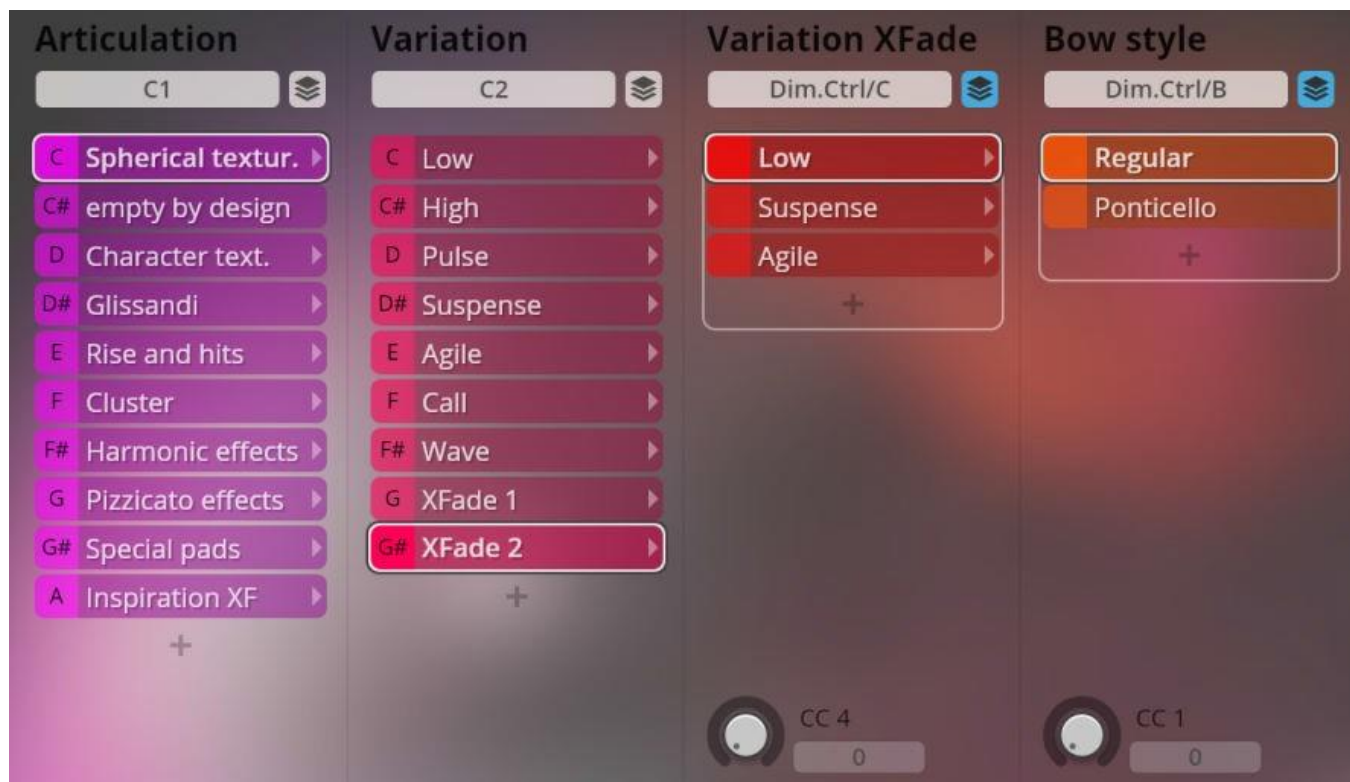 Articulation
C1
C Spherical textur.
C# empty by design
D Character text.
D# Glissandi
E Rise and hits
F Cluster
F# Harmonic effects
G Pizzicato effects
G# Special pads
A Inspiration XF
+
Variation
C2
C Low
C# High
D Pulse
D# Suspense
E Agile
F Call
F# Wave
G XFade 1
G# XFade 2
+
Variation XFade
Dim.Ctrl/C
Low
Suspense
Agile
+
CC 4
0
Bow style
Dim.Ctrl/B
Regular
Ponticello
+
CC 1
0